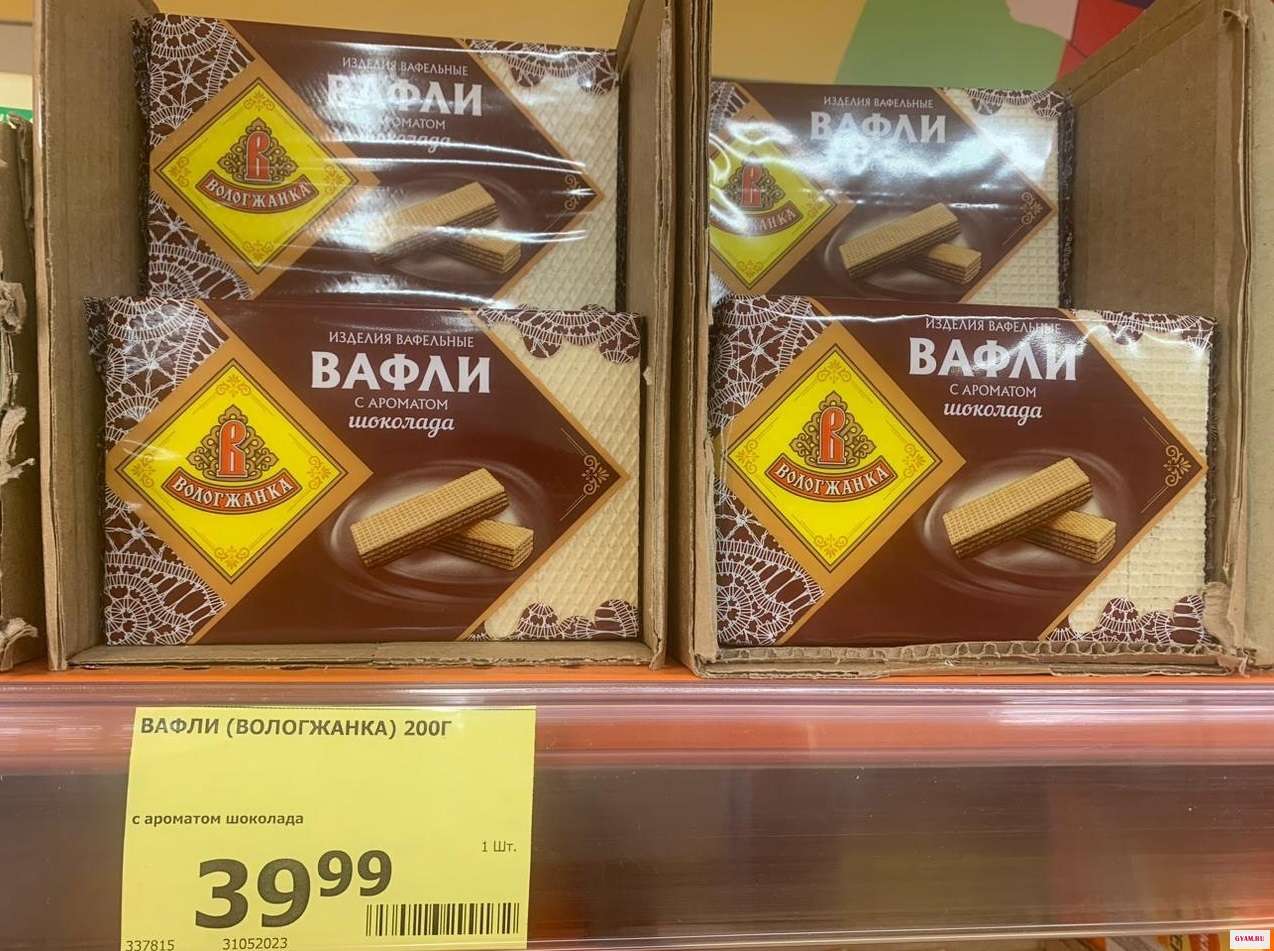 ИЗДЕЛИЯ ВАФЕЛЬНЫЕ
ВАФЛИ
АРОМАТОМ
шоколада
В
ВОЛОГЖАНКА
ИЗДЕЛИЯ ВАФЕЛЬНЫЕ
ВАФЛИ
В
ВОЛОГЖАНКА
ИЗДЕЛИЯ ВАФЕЛЬНЫЕ
ВАФЛИ
С АРОМАТОМ
шоколада
В
ВОЛОГЖАНКА
ИЗДЕЛИЯ ВАФЕЛЬНЫЕ
ВАФЛИ
С АРОМАТОМ
шоколада
В
ВОЛОГЖАНКА
ВАФЛИ (ВОЛОГЖАНКА) 200Г
с ароматом шоколада
1 Шт.
39 99
337815 31052023
GYAM.RU